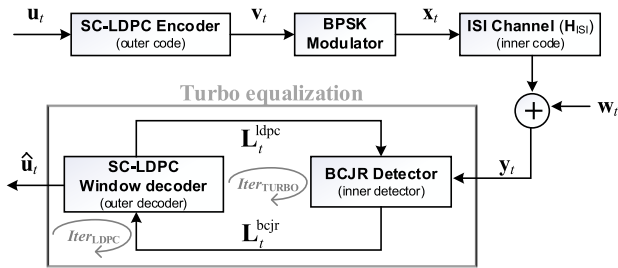 u_t
SC-LDPC Encoder
(outer code)
v_t
BPSK
Modulator
x_t
ISI Channel (H_ISI)
(inner code)
w_t
Turbo equalization
L_t^ldpc
û_t
SC-LDPC
Window decoder
(outer decoder)
Iter_TURBO
BCJR Detector
(inner detector)
y_t
Iter_LDPC
L_t^bcjr